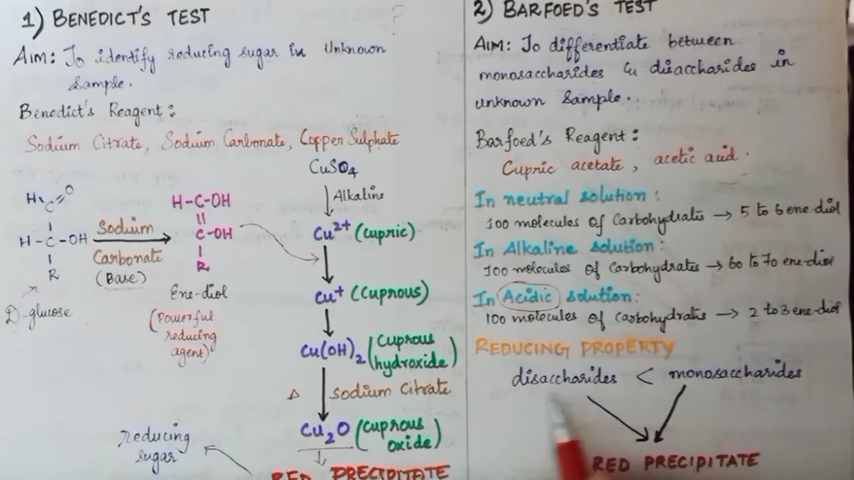 1) BENEDICT'S TEST
AIM: To identify reducing sugar in Unknown
sample.
Benedict's Reagent:
Sodium Citrate, Sodium Carbonate, Copper Sulphate
CuSO4
Alkaline
H C O
H-C-OH
R
D-glucose
Sodium
Carbonate
(Base)
H-C-OH
C-OH
R
Ene-diol
(Powerful
reducing
agent)
Cu2+ (cupric)
Cu+ (Cuprous)
Cu(OH)2 (Cuprous
hydroxide)
Δ Sodium Citrate
Cu2O (cuprous
oxide)
reducing
sugar
RED PRECIPITATE
2) BARFOED'S TEST
AIM: To differentiate between
monosaccharides & disaccharides in
unknown sample.
Barfoed's Reagent:
Cupric acetate, acetic acid.
In neutral solution:
100 molecules of Carbohydrates → 5 to 6 ene-diol
In Alkaline solution:
100 molecules of Carbohydrates → 60 to 70 ene-diol
In Acidic solution:
100 molecules of carbohydrates → 2 to 3 ene-diol
REDUCING PROPERTY
disaccharides < monosaccharides
RED PRECIPITATE